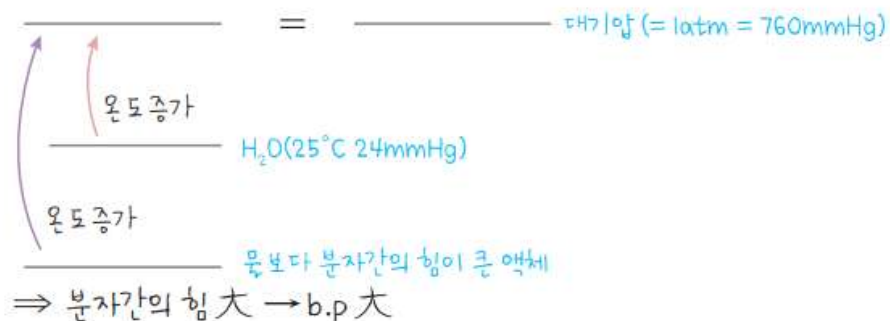 = 대기압 (= 1atm = 760mmHg)
온도증가
H₂O(25°C 24mmHg)
온도증가
물보다 분자간의 힘이 큰 액체
⇒ 분자간의 힘 大 → b.p 大